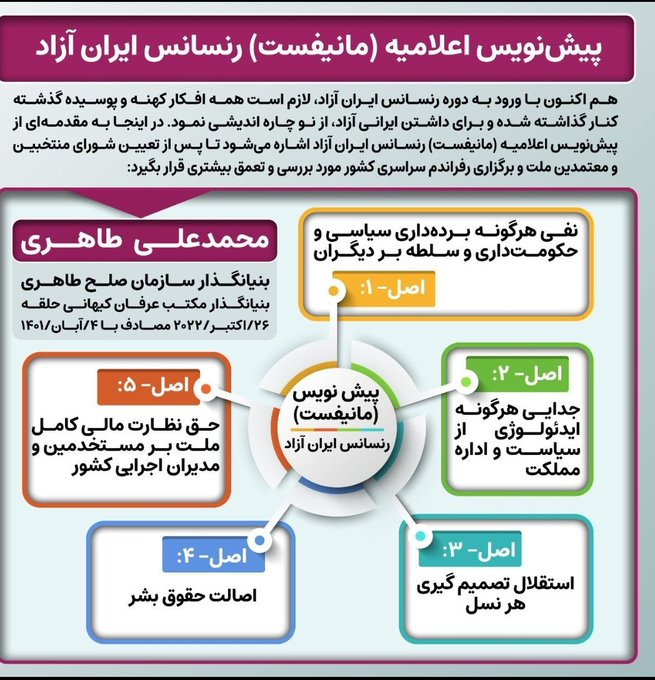 پیش‌نویس اعلامیه (مانیفست) رنسانس ایران آزاد
هم اکنون با ورود به دوره رنسانس ایران آزاد، لازم است همه افکار کهنه و پوسیده گذشته
کنار گذاشته شده و برای داشتن ایرانی آزاد، از نو چاره اندیشی نمود. در اینجا به مقدمه‌ای از
پیش‌نویس اعلامیه (مانیفست) رنسانس ایران آزاد اشاره می‌شود تا پس از تعیین شورای منتخبین
و معتمدین ملت و برگزاری رفراندم سراسری کشور مورد بررسی و تعمق بیشتری قرار بگیرد:
محمدعلی طاهری
بنیانگذار سازمان صلح طاهری
بنیانگذار مکتب عرفان کیهانی حلقه
۲۶/اکتبر/۲۰۲۲ مصادف با ۴/آبان/۱۴۰۱
نفی هرگونه برده‌داری سیاسی و
حکومت‌داری و سلطه بر دیگران
اصل- ۱:
اصل- ۲:
جدایی هرگونه
ایدئولوژی از
سیاست و اداره
مملکت
اصل- ۳:
استقلال تصمیم گیری
هر نسل
اصل- ۴:
اصالت حقوق بشر
اصل- ۵:
حق نظارت مالی کامل
ملت بر مستخدمین و
مدیران اجرایی کشور
پیش نویس
(مانیفست)
رنسانس ایران آزاد